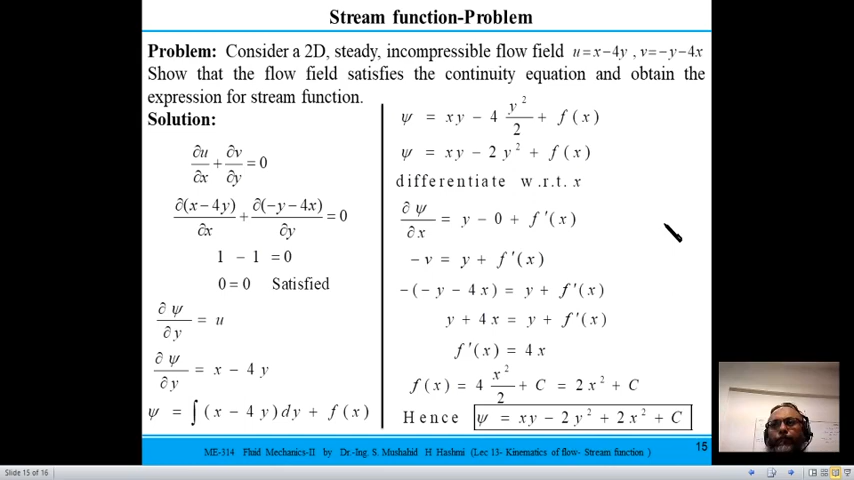 Stream function-Problem
Problem: Consider a 2D, steady, incompressible flow field u=x−4y , v=−y−4x
Show that the flow field satisfies the continuity equation and obtain the
expression for stream function.
Solution:
∂u/∂x + ∂v/∂y = 0
∂(x−4y)/∂x + ∂(−y−4x)/∂y = 0
1 − 1 = 0
0 = 0 Satisfied
∂ψ/∂y = u
∂ψ/∂y = x − 4y
ψ = ∫(x − 4y)dy + f(x)
ψ = xy − 4 y²/2 + f(x)
ψ = xy − 2y² + f(x)
differentiate w.r.t. x
∂ψ/∂x = y − 0 + f'(x)
−v = y + f'(x)
−(−y − 4x) = y + f'(x)
y + 4x = y + f'(x)
f'(x) = 4x
f(x) = 4 x²/2 + C = 2x² + C
Hence ψ = xy − 2y² + 2x² + C
ME-314 Fluid Mechanics-II by Dr.-Ing. S. Mushahid H Hashmi (Lec 13- Kinematics of flow- Stream function )
15
Slide 15 of 16